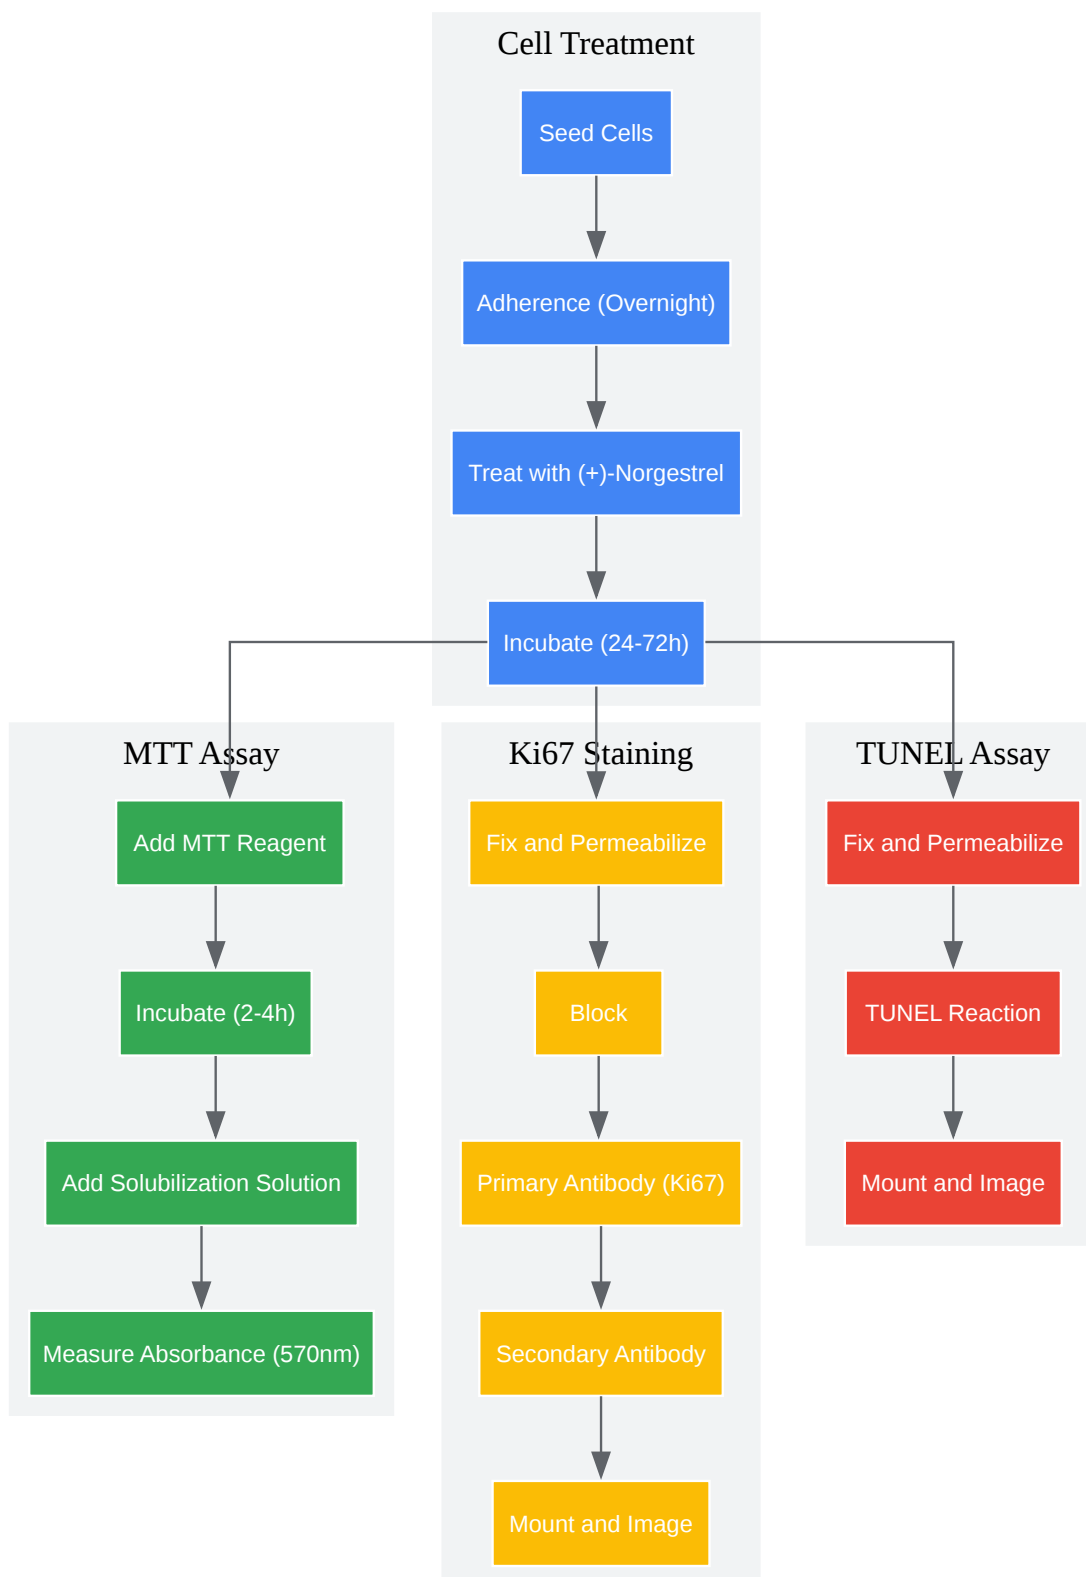 Cell Treatment
Seed Cells
Adherence (Overnight)
Treat with (+)-Norgestrel
Incubate (24-72h)
MTT Assay
Add MTT Reagent
Incubate (2-4h)
Add Solubilization Solution
Measure Absorbance (570nm)
Ki67 Staining
Fix and Permeabilize
Block
Primary Antibody (Ki67)
Secondary Antibody
Mount and Image
TUNEL Assay
Fix and Permeabilize
TUNEL Reaction
Mount and Image